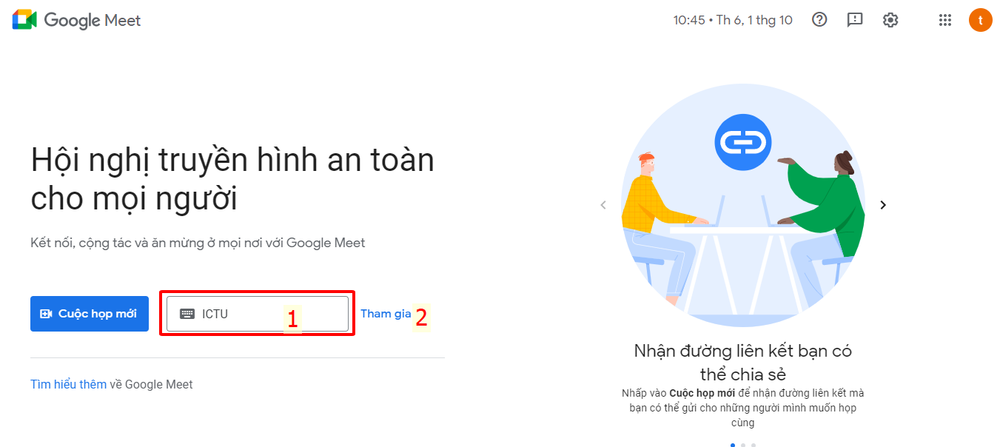 Google Meet
10:45 • Th 6, 1 thg 10
t
Hội nghị truyền hình an toàn
cho mọi người
Kết nối, cộng tác và ăn mừng ở mọi nơi với Google Meet
Cuộc họp mới
ICTU
1
Tham gia
2
Tìm hiểu thêm về Google Meet
Nhận đường liên kết bạn có
thể chia sẻ
Nhấp vào Cuộc họp mới để nhận đường liên kết mà
bạn có thể gửi cho những người mình muốn họp
cùng